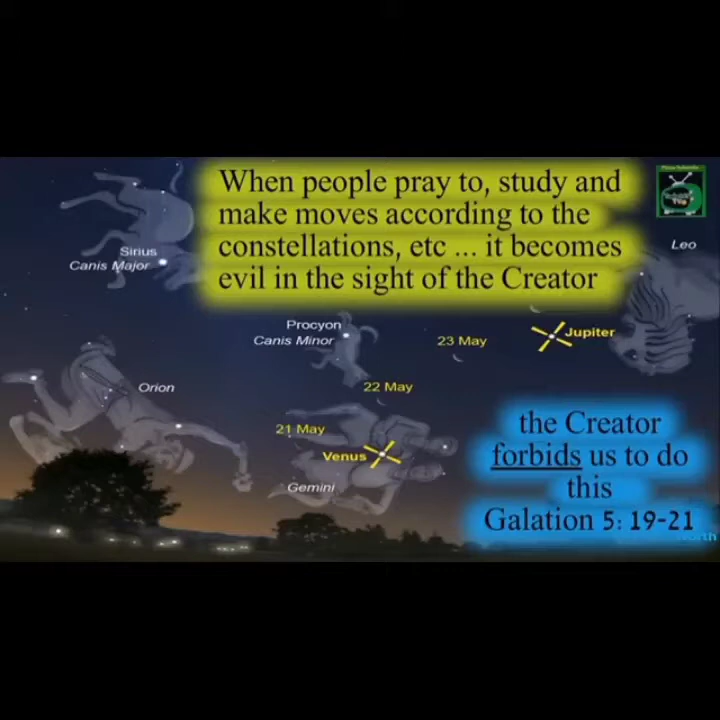 When people pray to, study and
make moves according to the
constellations, etc ... it becomes
evil in the sight of the Creator
Leo
Sirius
Canis Major
Procyon
Canis Minor
23 May
Jupiter
Orion
22 May
21 May
Venus
Gemini
the Creator
forbids us to do
this
Galation 5: 19-21
North